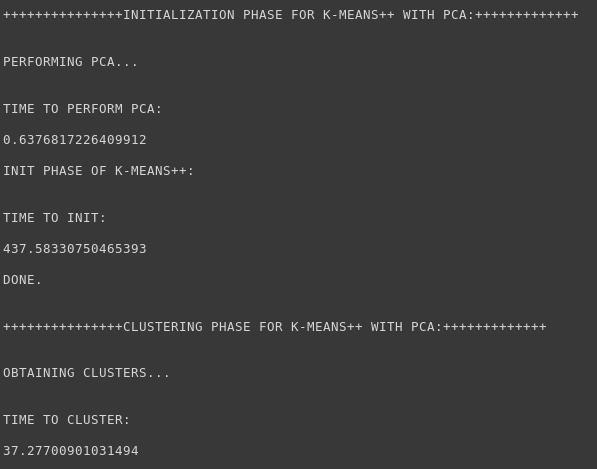 +++++++++++++++INITIALIZATION PHASE FOR K-MEANS++ WITH PCA:+++++++++++++
PERFORMING PCA...
TIME TO PERFORM PCA:
0.6376817226409912
INIT PHASE OF K-MEANS++:
TIME TO INIT:
437.58330750465393
DONE.
+++++++++++++++CLUSTERING PHASE FOR K-MEANS++ WITH PCA:+++++++++++++
OBTAINING CLUSTERS...
TIME TO CLUSTER:
37.27700901031494